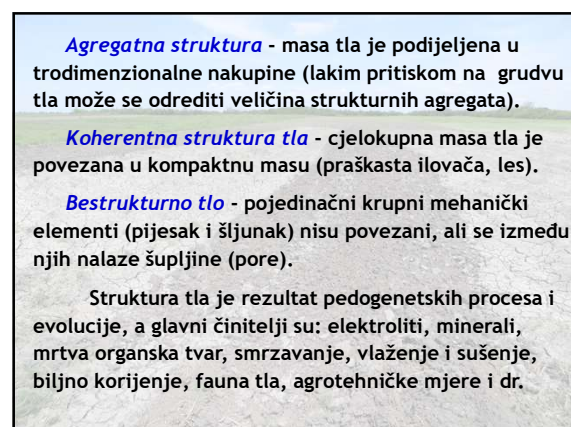 Agregatna struktura - masa tla je podijeljena u
trodimenzionalne nakupine (lakim pritiskom na grudvu
tla može se odrediti veličina strukturnih agregata).
Koherentna struktura tla - cjelokupna masa tla je
povezana u kompaktnu masu (praškasta ilovača, les).
Bestrukturno tlo - pojedinačni krupni mehanički
elementi (pijesak i šljunak) nisu povezani, ali se između
njih nalaze šupljine (pore).
Struktura tla je rezultat pedogenetskih procesa i
evolucije, a glavni činitelji su: elektroliti, minerali,
mrtva organska tvar, smrzavanje, vlaženje i sušenje,
biljno korijenje, fauna tla, agrotehničke mjere i dr.